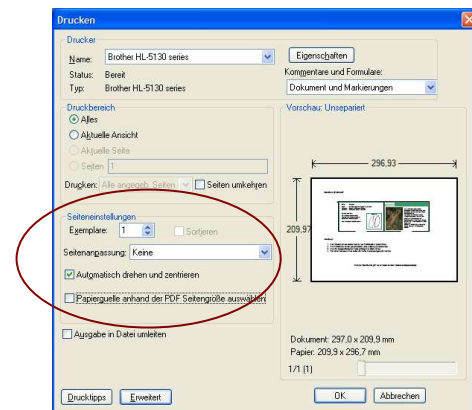 Drucken
Drucker
Name: Brother HL-5130 series
Eigenschaften
Status: Bereit
Kommentare und Formulare:
Typ: Brother HL-5130 series
Dokument und Markierungen
Druckbereich
Alles
Aktuelle Ansicht
Aktuelle Seite
Seiten 1
Drucken: Alle angegeb. Seiten
Seiten umkehren
Seiteneinstellungen
Exemplare: 1
Sortieren
Seitenanpassung: Keine
Automatisch drehen und zentrieren
Papierquelle anhand der PDF Seitengröße auswählen
Ausgabe in Datei umleiten
Drucktipps
Erweitert
Vorschau: Unsepariert
296,93
209,97
Dokument: 297,0 x 209,9 mm
Papier: 209,9 x 296,7 mm
1/1 (1)
OK
Abbrechen